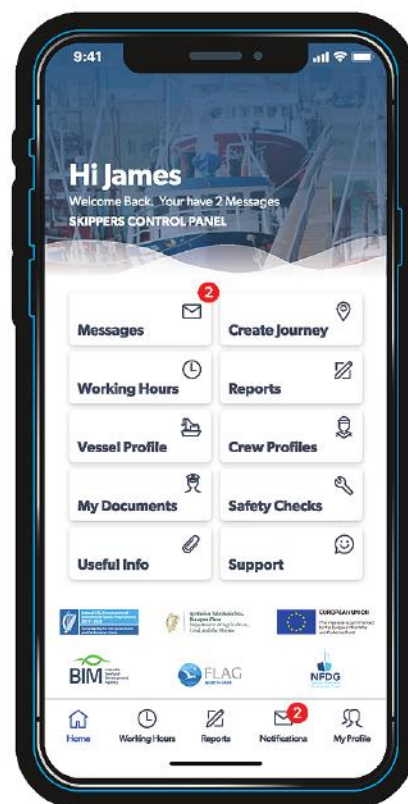 9:41
Hi James
Welcome Back. Your have 2 Messages
SKIPPERS CONTROL PANEL
2
Messages
Create Journey
Working Hours
Reports
Vessel Profile
Crew Profiles
My Documents
Safety Checks
Useful Info
Support
EUROPEAN UNION
BIM
FLAG
NORTH EAST
NFDG
2
Home
Working Hours
Reports
Notifications
My Profile